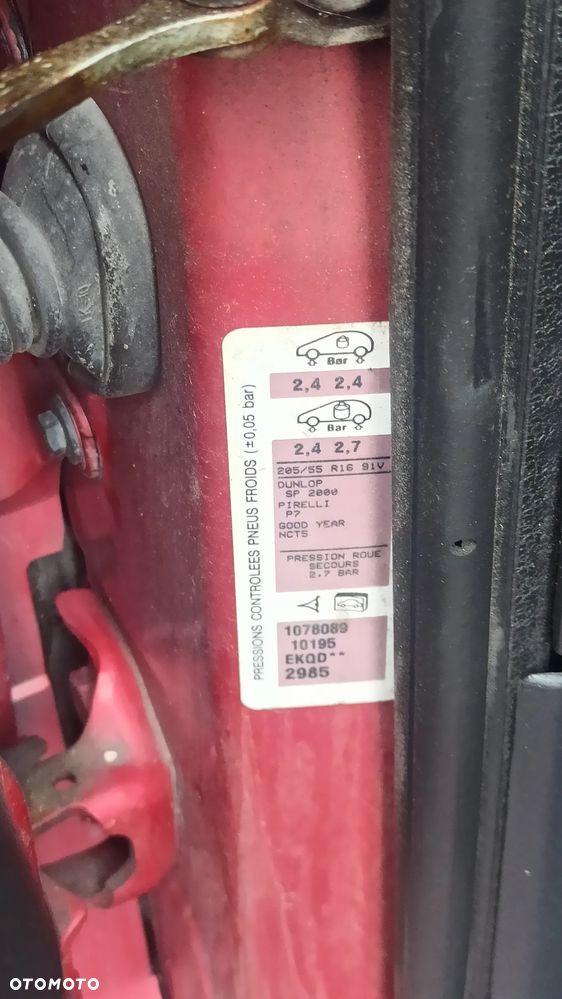 PRESSIONS CONTROLEES PNEUS FROIDS (±0,05 bar)
Bar
2,4 2,4
Bar
2,4 2,7
205/55 R16 91V
DUNLOP
SP 2000
PIRELLI
P7
GOOD YEAR
NCT5
PRESSION ROUE
SECOURS
2,7 BAR
1078089
10195
EKQD**
2985
OTOMOTO